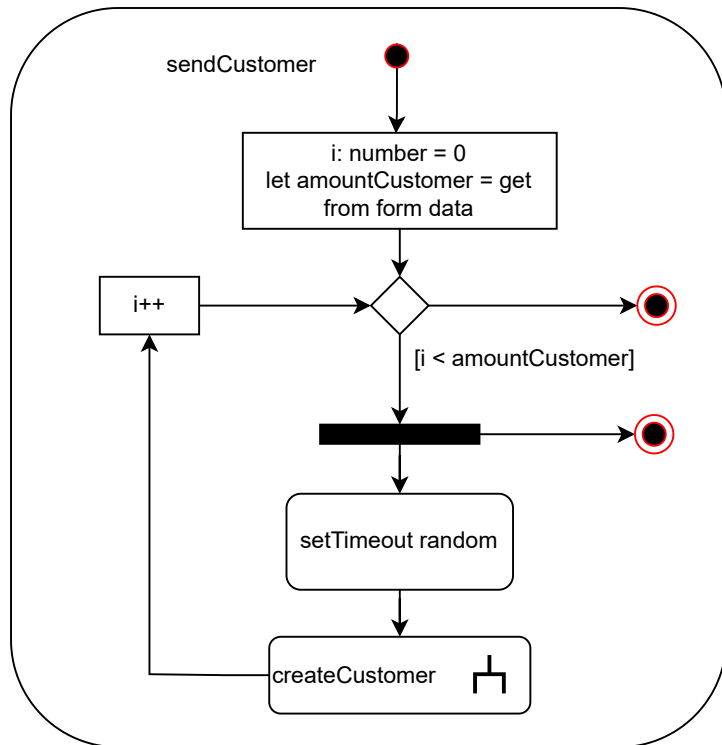 sendCustomer
i: number = 0
let amountCustomer = get
from form data
i++
[i < amountCustomer]
setTimeout random
createCustomer